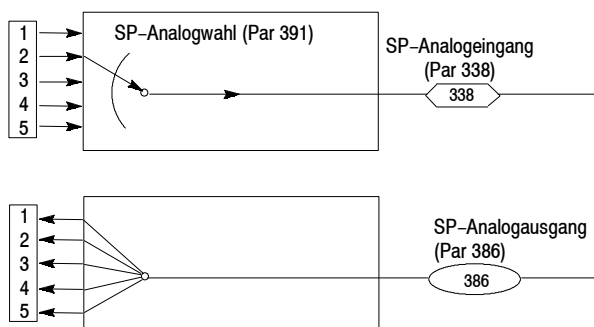 1
2
3
4
5
SP–Analogwahl (Par 391)
SP–Analogeingang
(Par 338)
338
1
2
3
4
5
SP–Analogausgang
(Par 386)
386